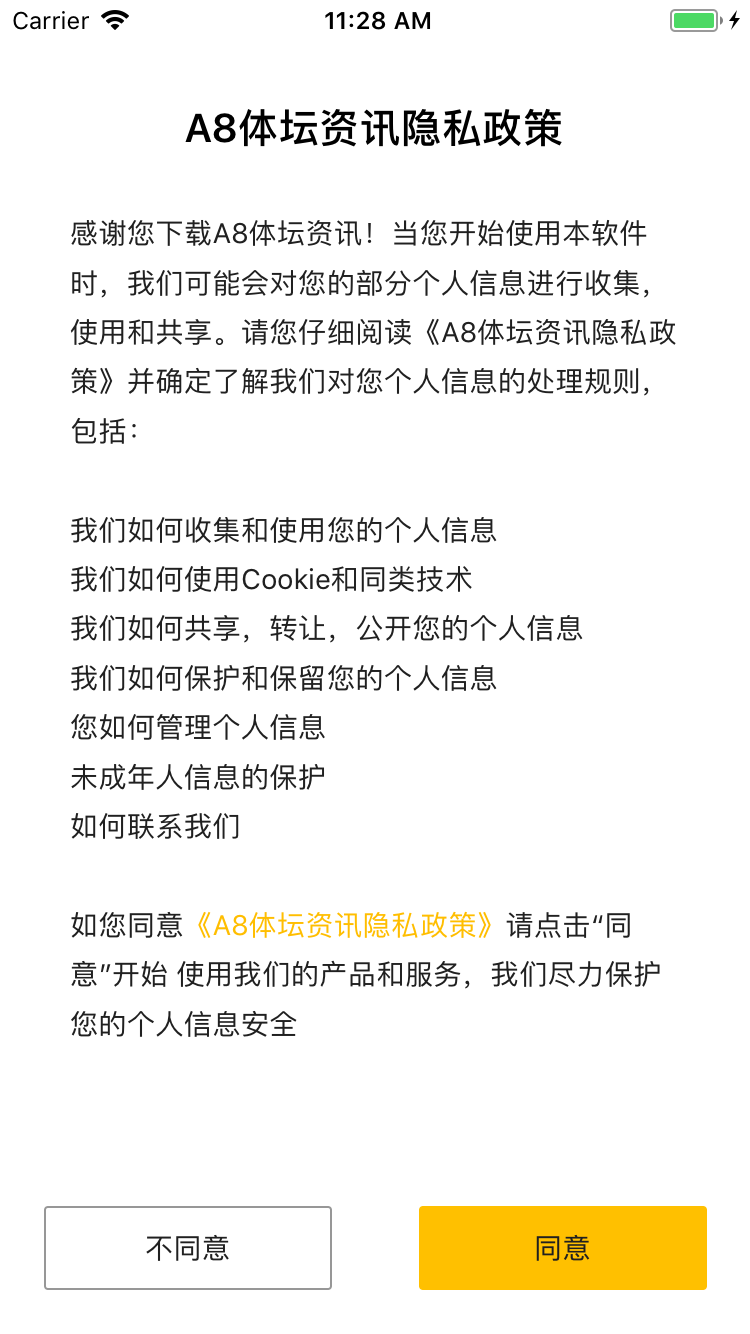 Carrier 11:28 AM
A8体坛资讯隐私政策
感谢您下载A8体坛资讯！当您开始使用本软件
时，我们可能会对您的部分个人信息进行收集，
使用和共享。请您仔细阅读《A8体坛资讯隐私政
策》并确定了解我们对您个人信息的处理规则，
包括：
我们如何收集和使用您的个人信息
我们如何使用Cookie和同类技术
我们如何共享，转让，公开您的个人信息
我们如何保护和保留您的个人信息
您如何管理个人信息
未成年人信息的保护
如何联系我们
如您同意《A8体坛资讯隐私政策》请点击“同
意”开始 使用我们的产品和服务，我们尽力保护
您的个人信息安全
不同意 同意